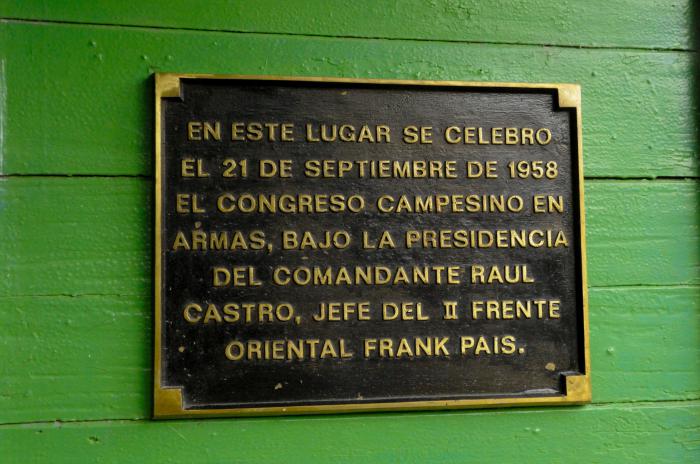 EN ESTE LUGAR SE CELEBRO
EL 21 DE SEPTIEMBRE DE 1958
EL CONGRESO CAMPESINO EN
ARMAS, BAJO LA PRESIDENCIA
DEL COMANDANTE RAUL
CASTRO, JEFE DEL II FRENTE
ORIENTAL FRANK PAIS.